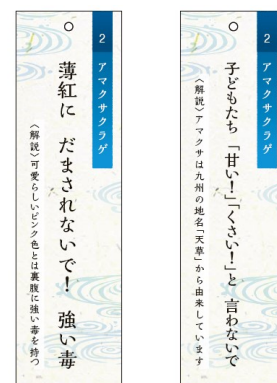 2
アマクサクラゲ
○ 子どもたち 「甘い！」「くさい！」と 言わないで
〈解説〉アマクサは九州の地名「天草」から由来しています
2
アマクサクラゲ
○ 薄紅に だまされないで！ 強い毒
〈解説〉可愛らしいピンク色とは裏腹に強い毒を持つ